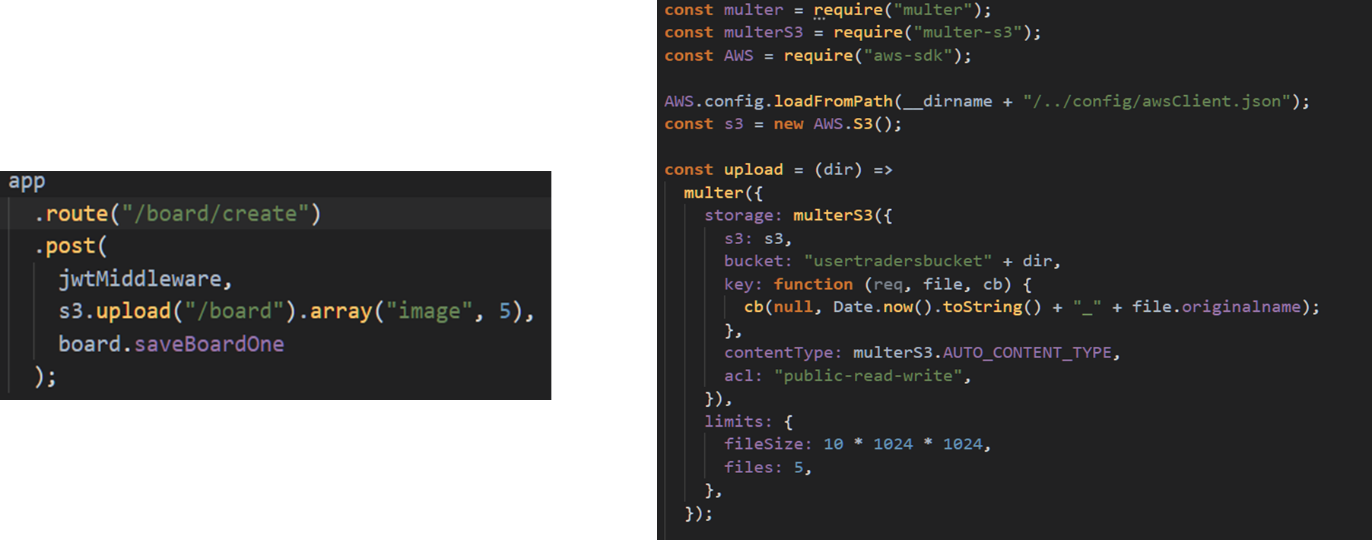 app
.route("/board/create")
.post(
jwtMiddleware,
s3.upload("/board").array("image", 5),
board.saveBoardOne
);
const multer = require("multer");
const multerS3 = require("multer-s3");
const AWS = require("aws-sdk");
AWS.config.loadFromPath(__dirname + "/../config/awsClient.json");
const s3 = new AWS.S3();
const upload = (dir) =>
multer({
storage: multerS3({
s3: s3,
bucket: "usertradersbucket" + dir,
key: function (req, file, cb) {
cb(null, Date.now().toString() + "_" + file.originalname);
},
contentType: multerS3.AUTO_CONTENT_TYPE,
acl: "public-read-write",
}),
limits: {
fileSize: 10 * 1024 * 1024,
files: 5,
},
});